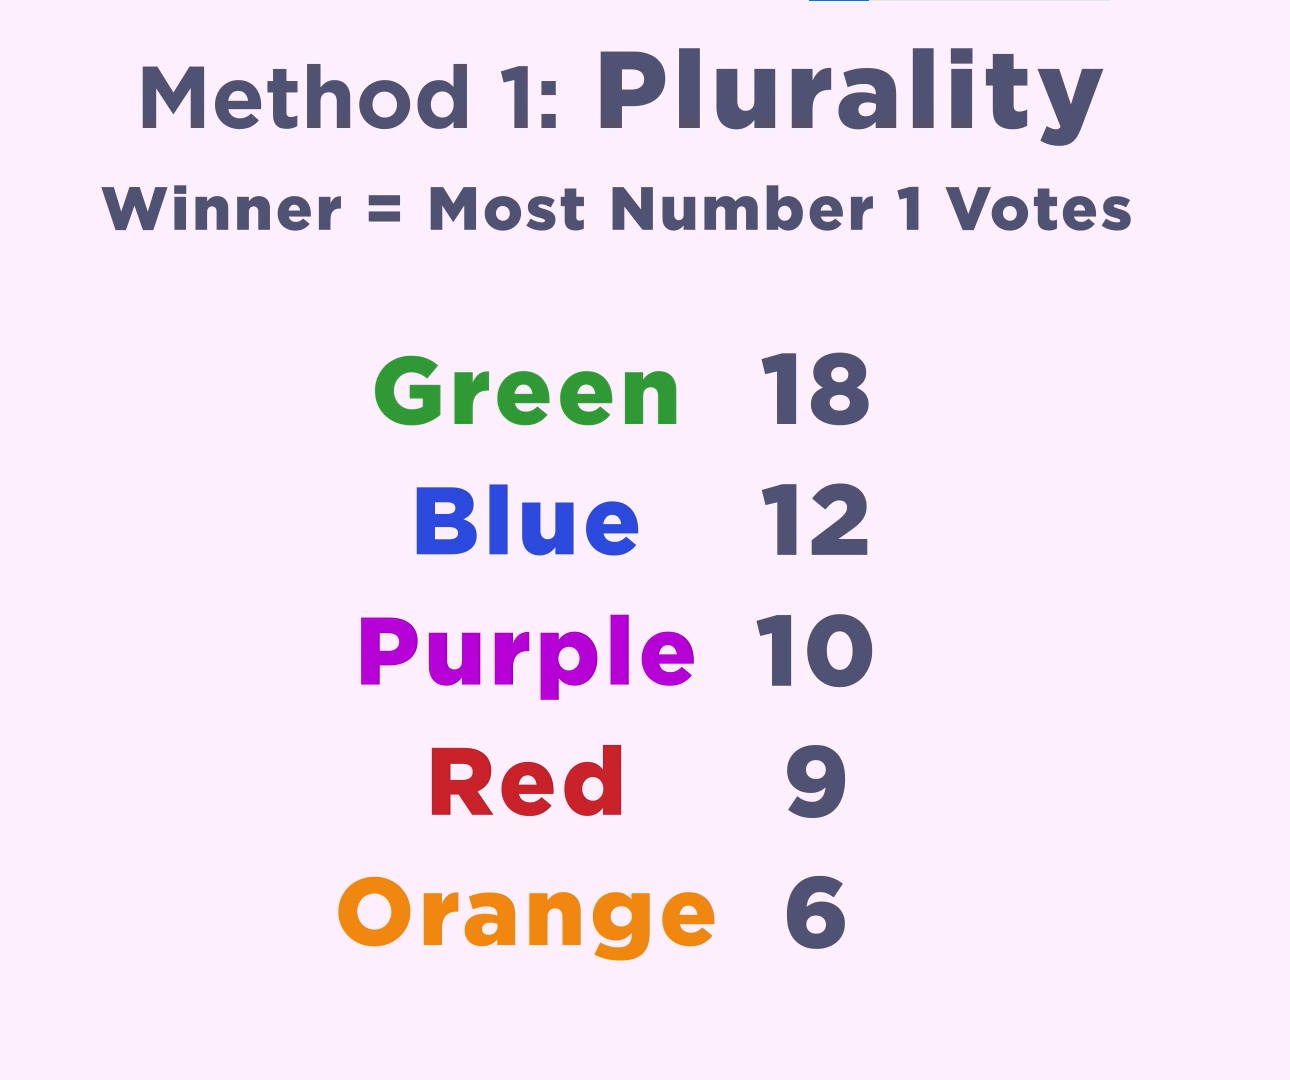 Method 1: Plurality
Winner = Most Number 1 Votes
Green 18
Blue 12
Purple 10
Red 9
Orange 6